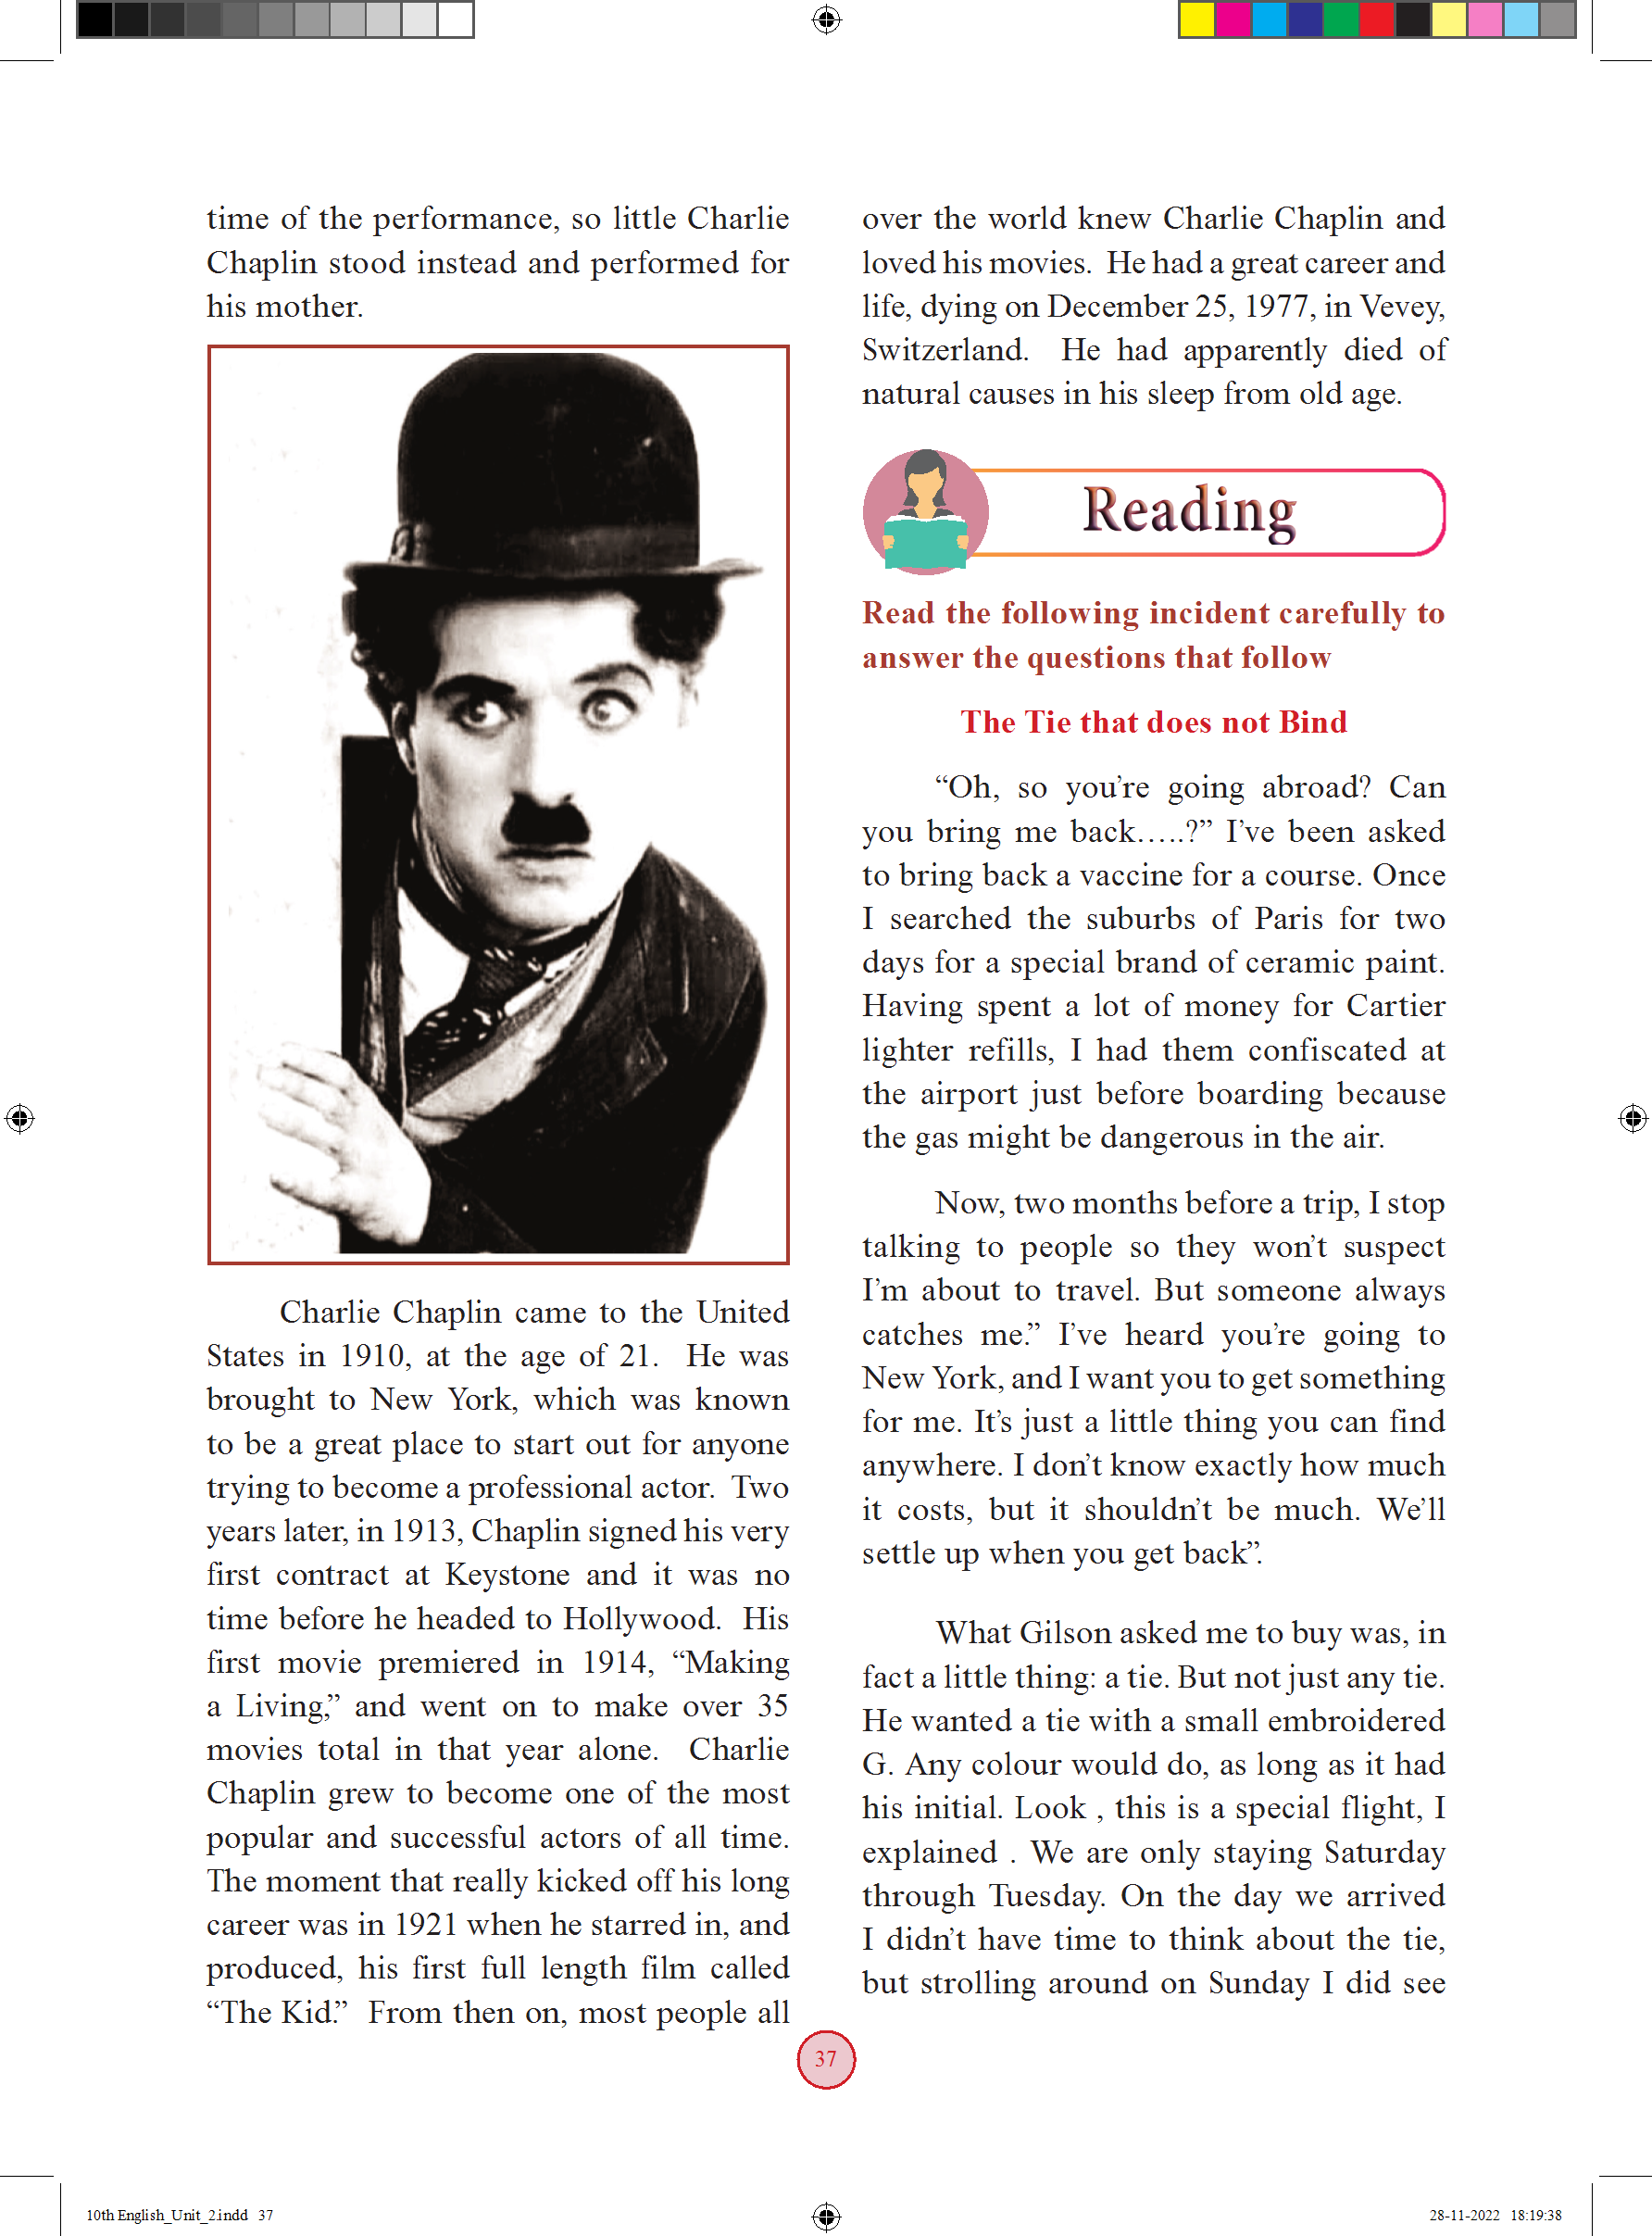 time of the performance, so little Charlie
Chaplin stood instead and performed for
his mother.
Charlie Chaplin came to the United
States in 1910, at the age of 21. He was
brought to New York, which was known
to be a great place to start out for anyone
trying to become a professional actor. Two
years later, in 1913, Chaplin signed his very
first contract at Keystone and it was no
time before he headed to Hollywood. His
first movie premiered in 1914, “Making
a Living,” and went on to make over 35
movies total in that year alone. Charlie
Chaplin grew to become one of the most
popular and successful actors of all time.
The moment that really kicked off his long
career was in 1921 when he starred in, and
produced, his first full length film called
“The Kid.” From then on, most people all
over the world knew Charlie Chaplin and
loved his movies. He had a great career and
life, dying on December 25, 1977, in Vevey,
Switzerland. He had apparently died of
natural causes in his sleep from old age.
Reading
Read the following incident carefully to
answer the questions that follow
The Tie that does not Bind
“Oh, so you’re going abroad? Can
you bring me back…..?” I’ve been asked
to bring back a vaccine for a course. Once
I searched the suburbs of Paris for two
days for a special brand of ceramic paint.
Having spent a lot of money for Cartier
lighter refills, I had them confiscated at
the airport just before boarding because
the gas might be dangerous in the air.
Now, two months before a trip, I stop
talking to people so they won’t suspect
I’m about to travel. But someone always
catches me.” I’ve heard you’re going to
New York, and I want you to get something
for me. It’s just a little thing you can find
anywhere. I don’t know exactly how much
it costs, but it shouldn’t be much. We’ll
settle up when you get back”.
What Gilson asked me to buy was, in
fact a little thing: a tie. But not just any tie.
He wanted a tie with a small embroidered
G. Any colour would do, as long as it had
his initial. Look , this is a special flight, I
explained . We are only staying Saturday
through Tuesday. On the day we arrived
I didn’t have time to think about the tie,
but strolling around on Sunday I did see
37
10th English_Unit_2.indd 37
28-11-2022 18:19:38